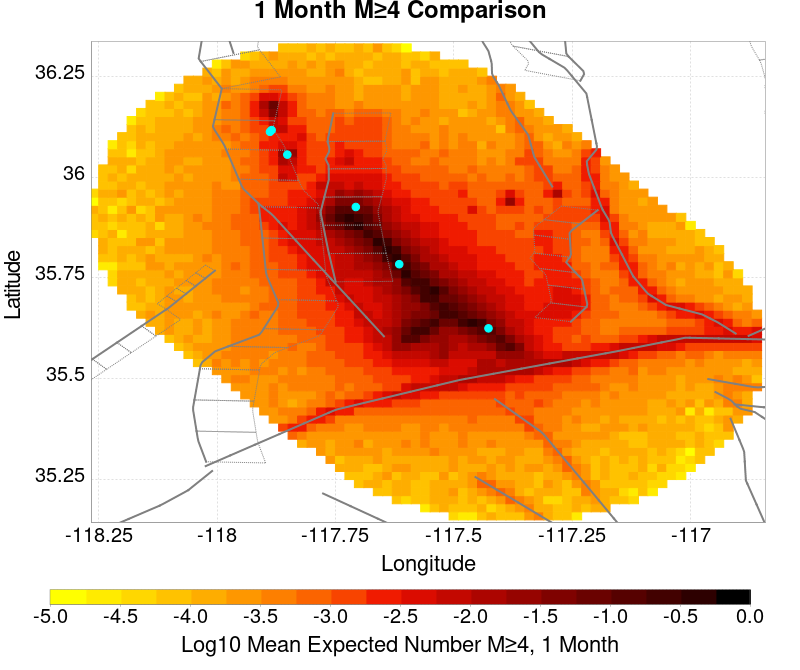 1 Month M≥4 Comparison
36.25
36
35.75
35.5
35.25
Latitude
-118.25 -118 -117.75 -117.5 -117.25 -117
Longitude
-5.0 -4.5 -4.0 -3.5 -3.0 -2.5 -2.0 -1.5 -1.0 -0.5 0.0
Log10 Mean Expected Number M≥4, 1 Month